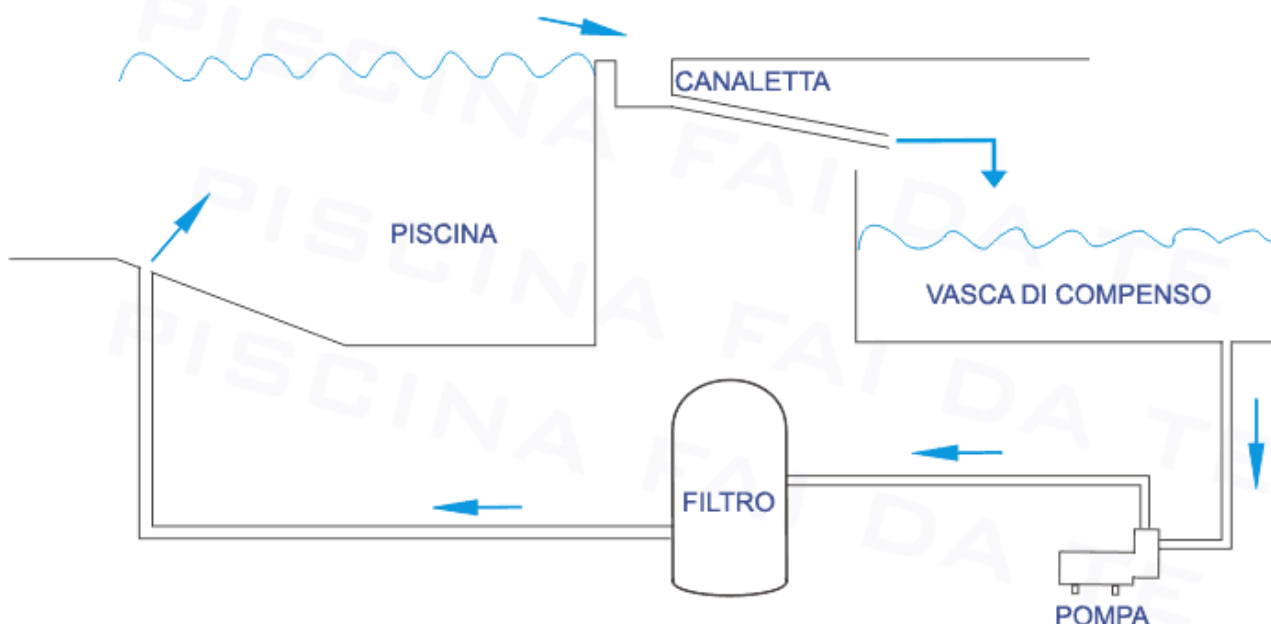 PISCINA FAI DA TE
CANALETTA
PISCINA FAI DA TE
PISCINA
VASCA DI COMPENSO
PISCINA FAI DA TE
FILTRO
POMPA